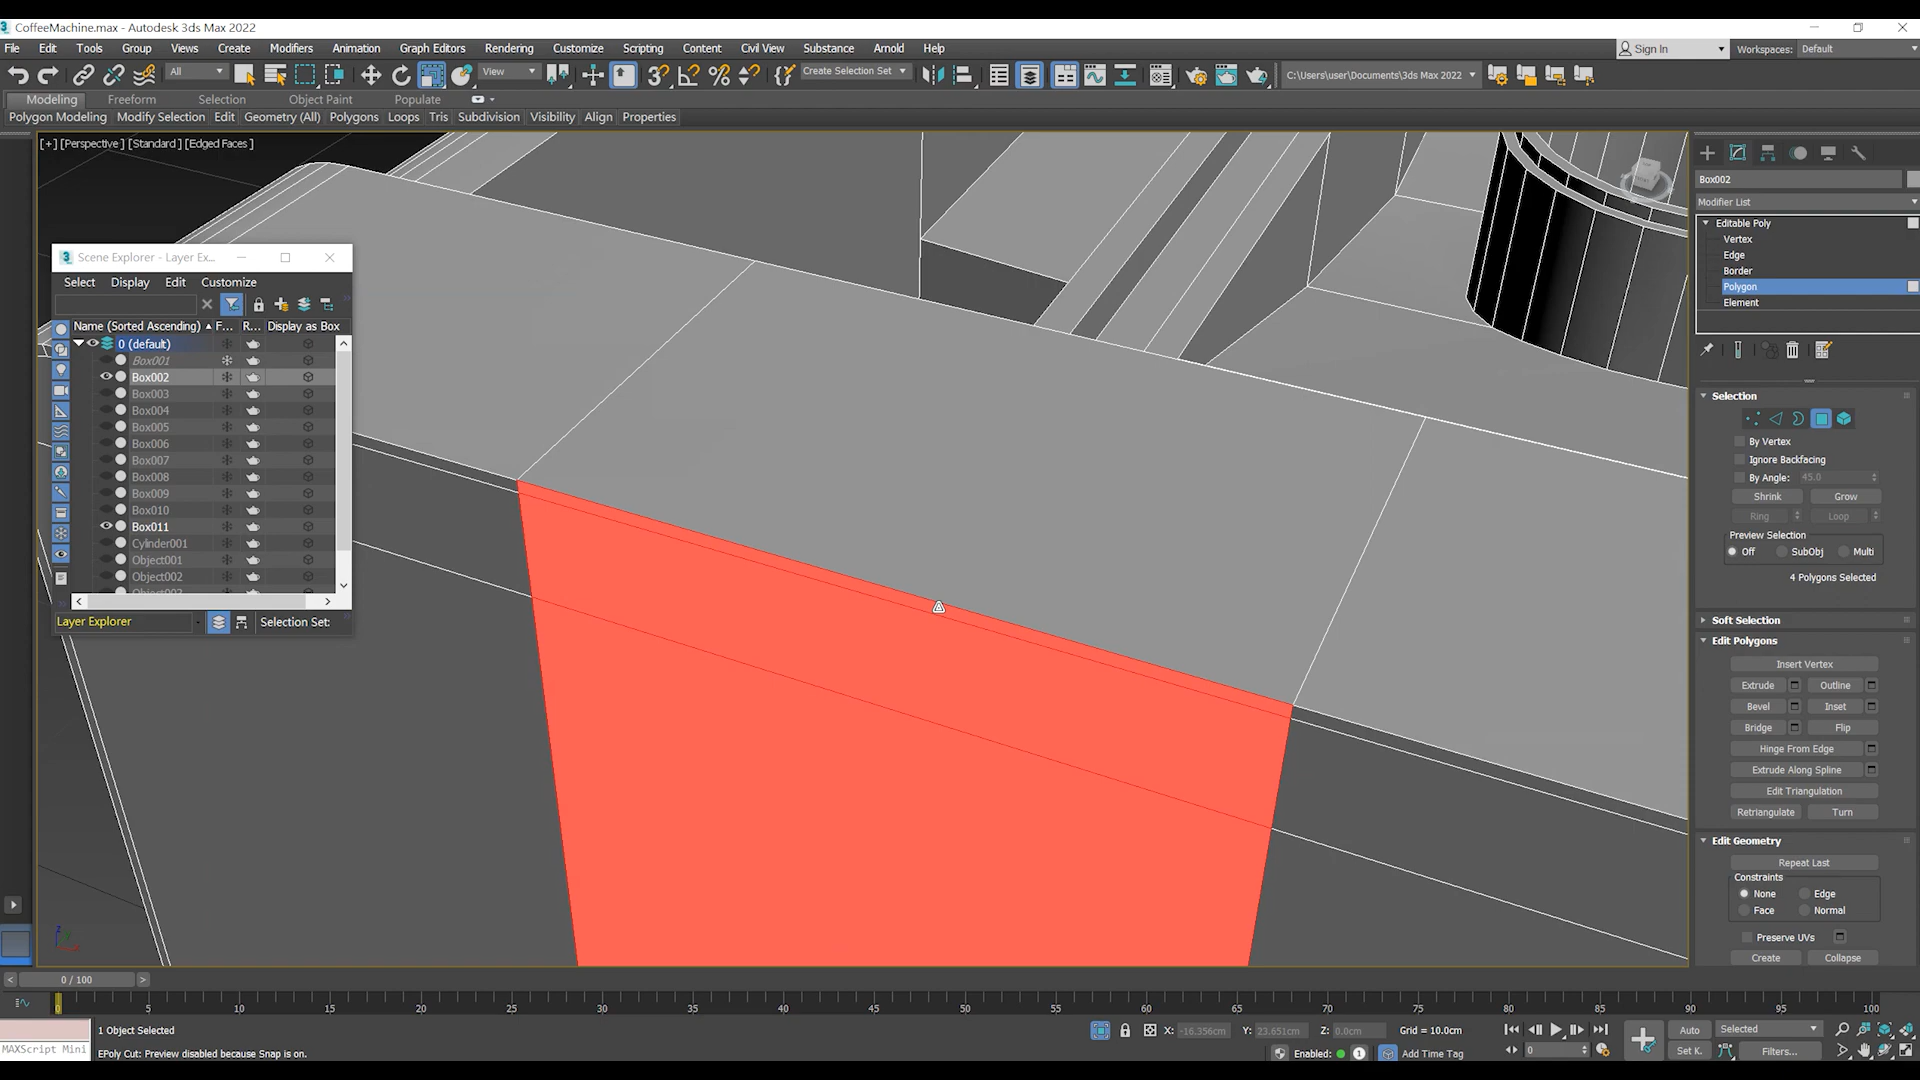 CoffeeMachine.max - Autodesk 3ds Max 2022
File Edit Tools Group Views Create Modifiers Animation Graph Editors Rendering Customize Scripting Content Civil View Substance Arnold Help
Sign In Workspaces: Default
All View Create Selection Set C:\Users\user\Documents\3ds Max 2022
Modeling Freeform Selection Object Paint Populate
Polygon Modeling Modify Selection Edit Geometry (All) Polygons Loops Tris Subdivision Visibility Align Properties
[+] [Perspective ] [Standard ] [Edged Faces ]
Scene Explorer - Layer Ex...
Select Display Edit Customize
Name (Sorted Ascending) F... R... Display as Box
0 (default)
Box001
Box002
Box003
Box004
Box005
Box006
Box007
Box008
Box009
Box010
Box011
Cylinder001
Object001
Object002
Layer Explorer Selection Set:
Box002
Modifier List
Editable Poly
Vertex
Edge
Border
Polygon
Element
Selection
By Vertex
Ignore Backfacing
By Angle: 45.0
Shrink Grow
Ring Loop
Preview Selection
Off SubObj Multi
4 Polygons Selected
Soft Selection
Edit Polygons
Insert Vertex
Extrude Outline
Bevel Inset
Bridge Flip
Hinge From Edge
Extrude Along Spline
Edit Triangulation
Retriangulate Turn
Edit Geometry
Repeat Last
Constraints
None Edge
Face Normal
Preserve UVs
Create Collapse
< 0 / 100 >
0 5 10 15 20 25 30 35 40 45 50 55 60 65 70 75 80 85 90 95 100
1 Object Selected X: -16.356cm Y: 23.651cm Z: 0.0cm Grid = 10.0cm Auto Selected
MAXScript Mini EPoly Cut: Preview disabled because Snap is on. Enabled: 1 Add Time Tag 0 Set K. Filters...